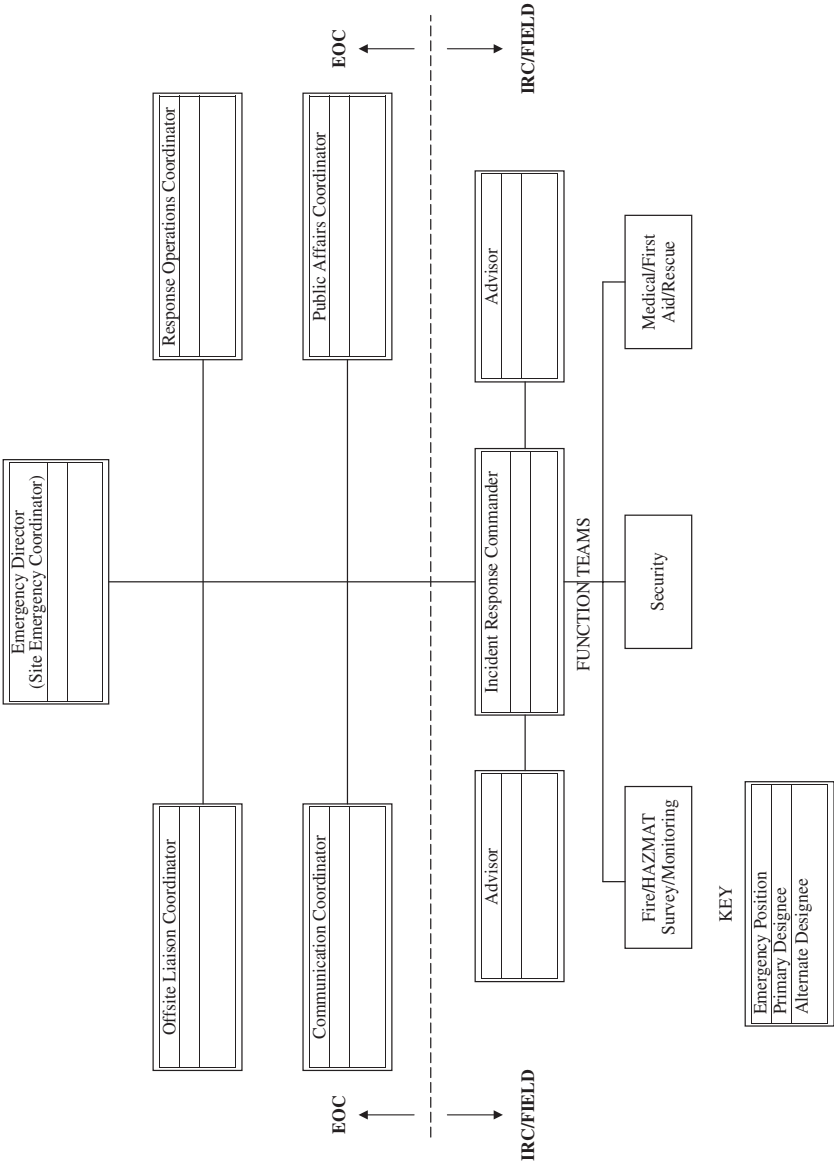 Emergency Director
(Site Emergency Coordinator)
Offsite Liaison Coordinator
Response Operations Coordinator
Communication Coordinator
Public Affairs Coordinator
EOC
EOC
IRC/FIELD
IRC/FIELD
Advisor
Incident Response Commander
Advisor
FUNCTION TEAMS
Fire/HAZMAT
Survey/Monitoring
Security
Medical/First
Aid/Rescue
KEY
Emergency Position
Primary Designee
Alternate Designee